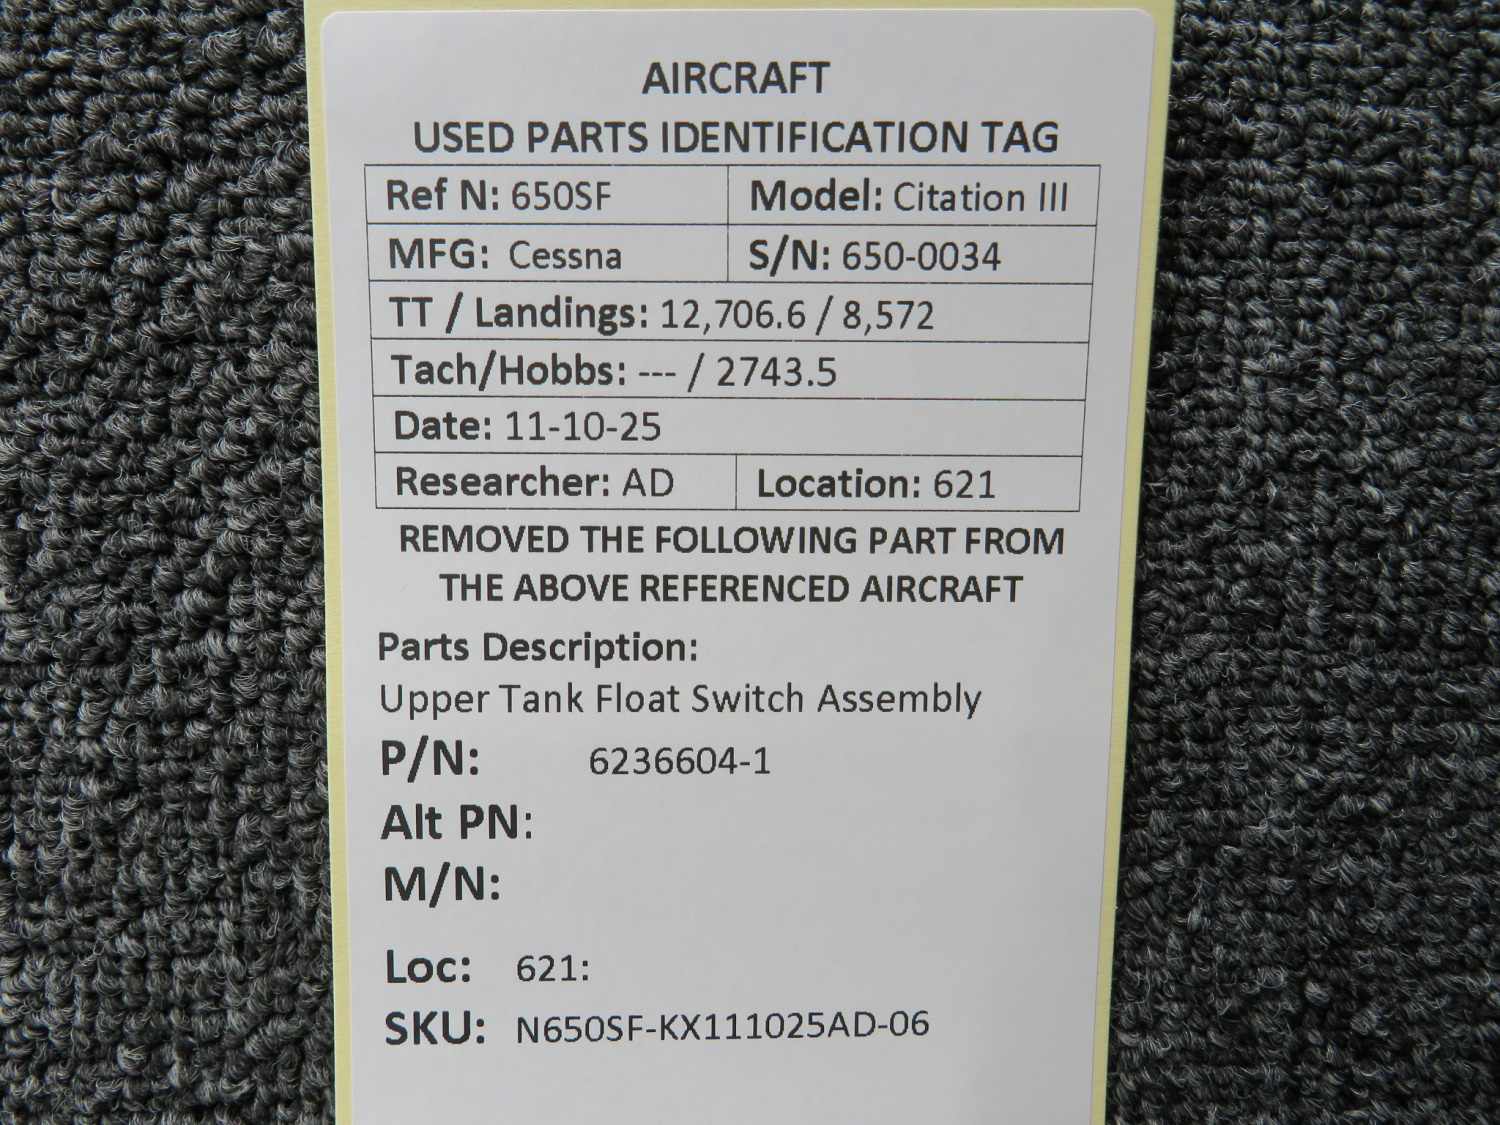 AIRCRAFT
USED PARTS IDENTIFICATION TAG
Ref N: 650SF Model: Citation III
MFG: Cessna S/N: 650-0034
TT / Landings: 12,706.6 / 8,572
Tach/Hobbs: --- / 2743.5
Date: 11-10-25
Researcher: AD Location: 621
REMOVED THE FOLLOWING PART FROM
THE ABOVE REFERENCED AIRCRAFT
Parts Description:
Upper Tank Float Switch Assembly
P/N: 6236604-1
Alt PN:
M/N:
Loc: 621:
SKU: N650SF-KX111025AD-06